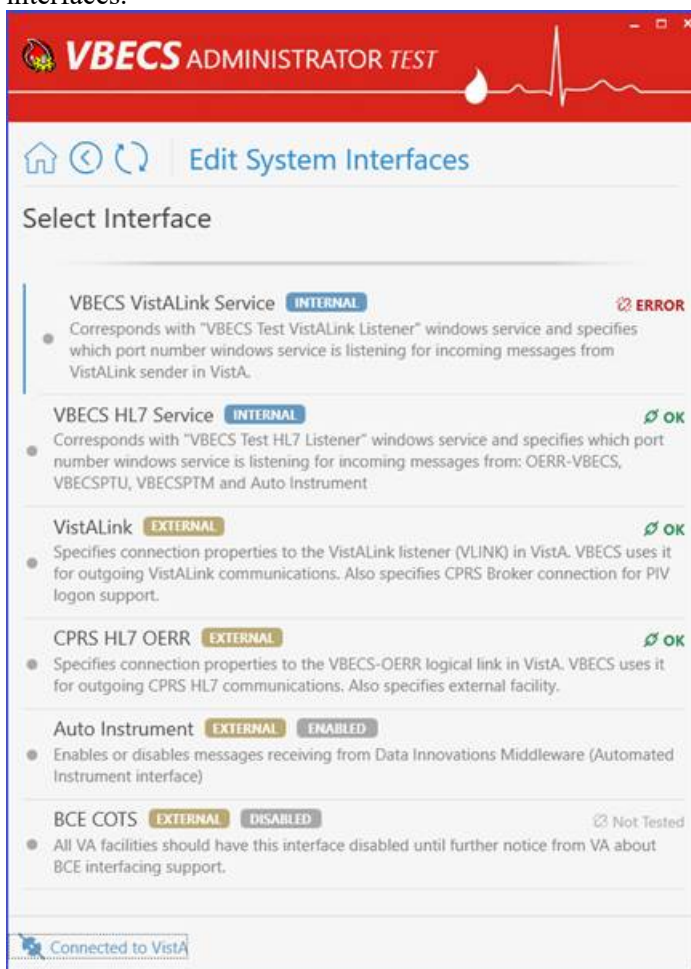 interfaces.
VBECS ADMINISTRATOR TEST
Edit System Interfaces
Select Interface
VBECS VistALink Service INTERNAL ERROR
Corresponds with "VBECS Test VistALink Listener" windows service and specifies
which port number windows service is listening for incoming messages from
VistALink sender in VistA.
VBECS HL7 Service INTERNAL OK
Corresponds with "VBECS Test HL7 Listener" windows service and specifies which port
number windows service is listening for incoming messages from: OERR-VBECS,
VBECSPTU, VBECSPTM and Auto Instrument
VistALink EXTERNAL OK
Specifies connection properties to the VistALink listener (VLINK) in VistA. VBECS uses it
for outgoing VistALink communications. Also specifies CPRS Broker connection for PIV
logon support.
CPRS HL7 OERR EXTERNAL OK
Specifies connection properties to the VBECS-OERR logical link in VistA. VBECS uses it
for outgoing CPRS HL7 communications. Also specifies external facility.
Auto Instrument EXTERNAL ENABLED
Enables or disables messages receiving from Data Innovations Middleware (Automated
Instrument interface)
BCE COTS EXTERNAL DISABLED Not Tested
All VA facilities should have this interface disabled until further notice from VA about
BCE interfacing support.
Connected to VistA